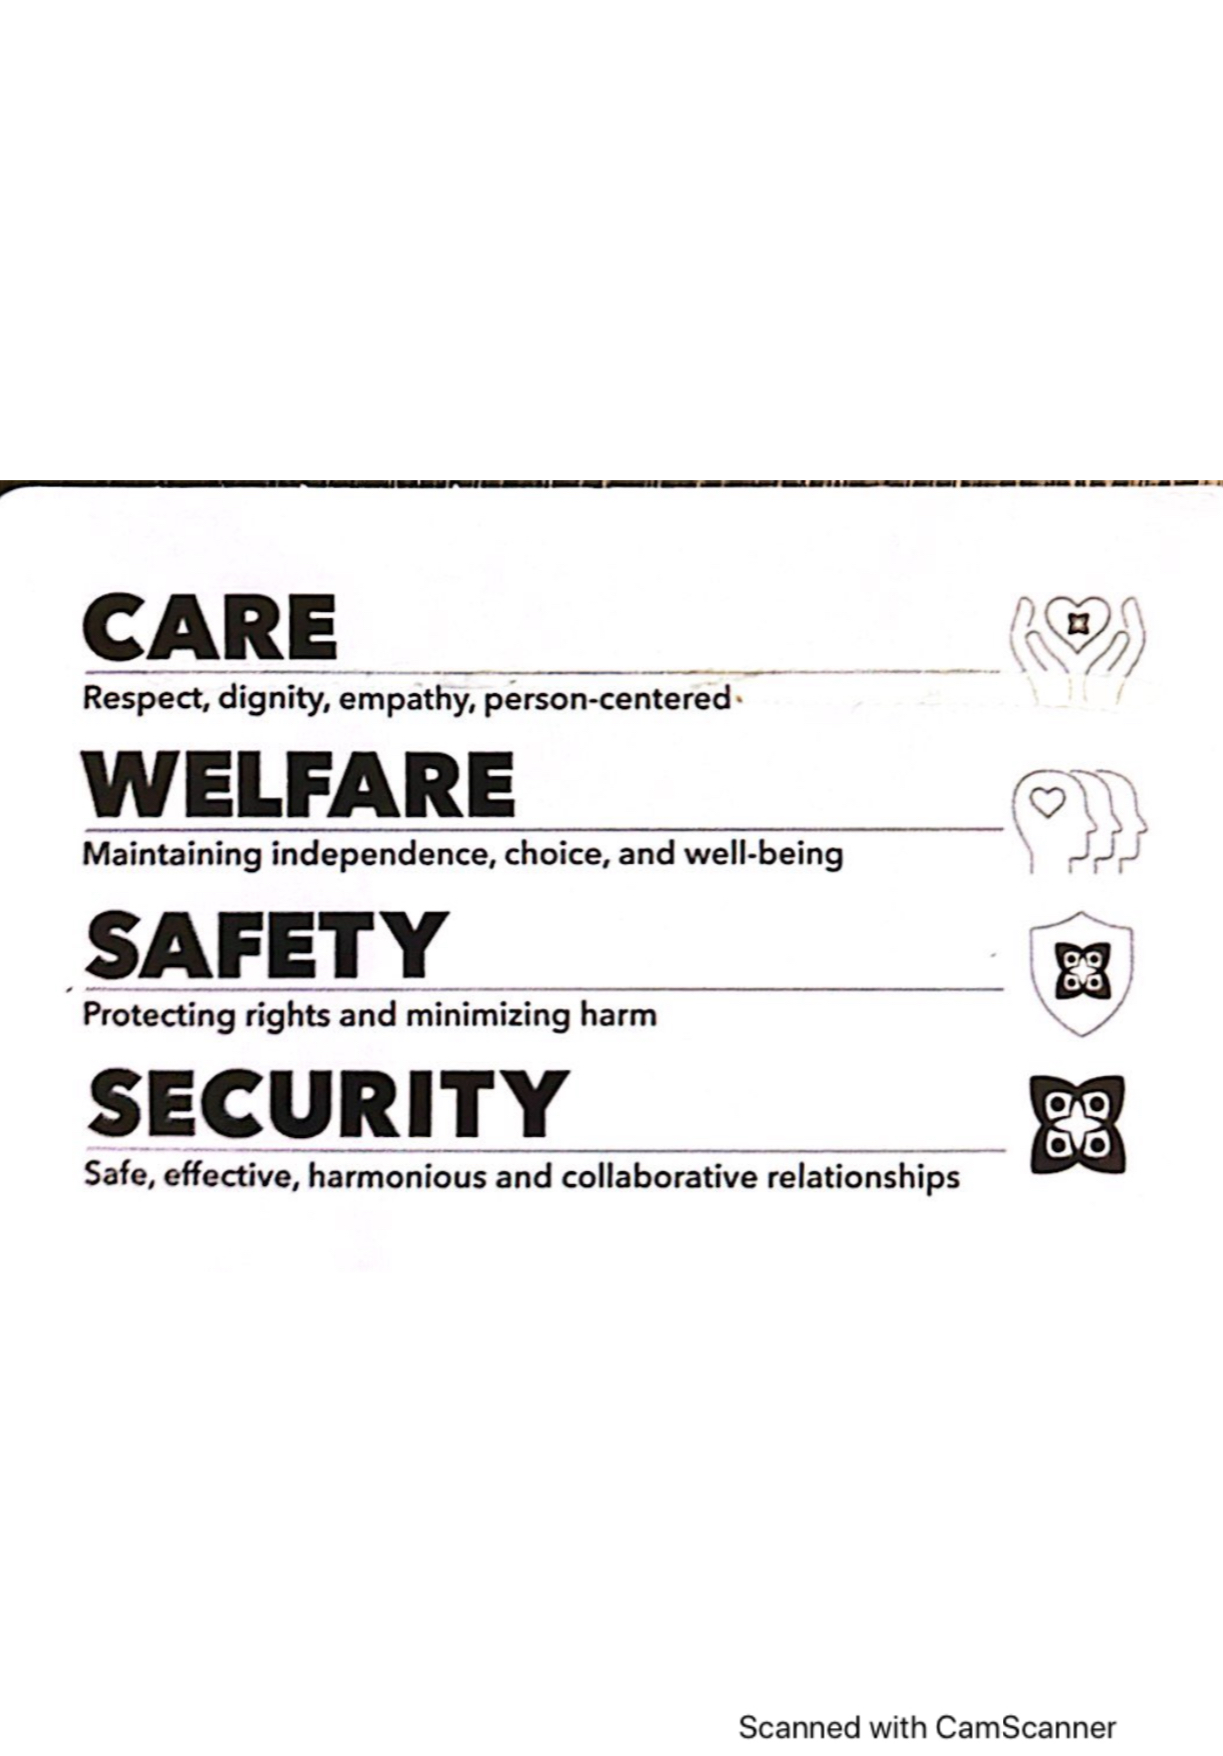 CARE
Respect, dignity, empathy, person-centered
WELFARE
Maintaining independence, choice, and well-being
SAFETY
Protecting rights and minimizing harm
SECURITY
Safe, effective, harmonious and collaborative relationships
Scanned with CamScanner